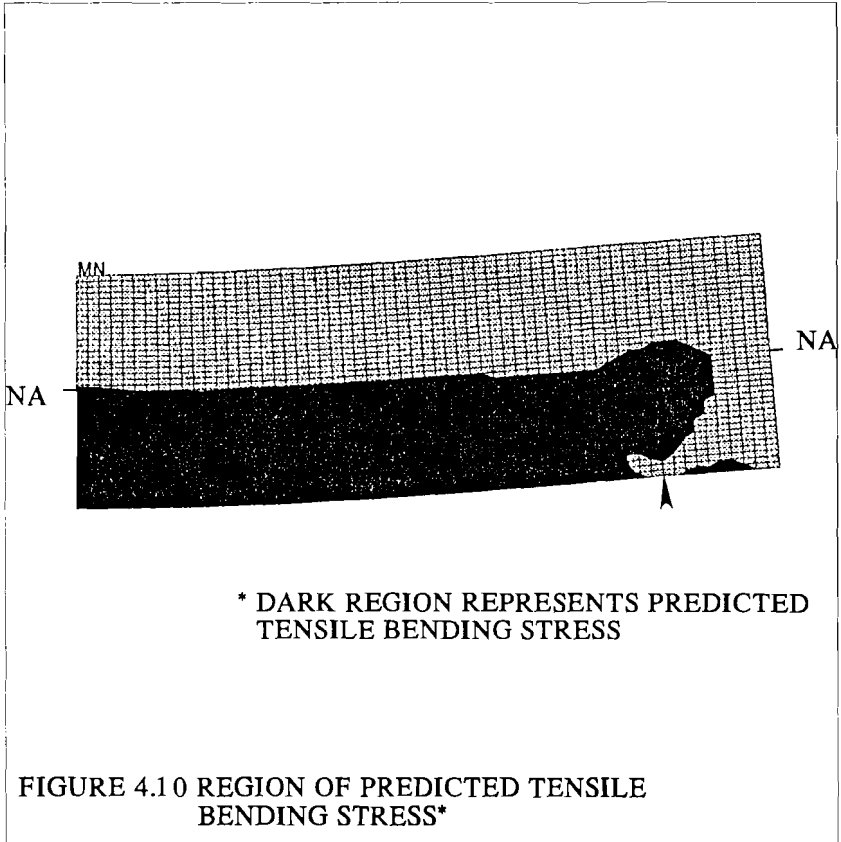 MN
NA
NA
* DARK REGION REPRESENTS PREDICTED
TENSILE BENDING STRESS
FIGURE 4.10 REGION OF PREDICTED TENSILE
BENDING STRESS*